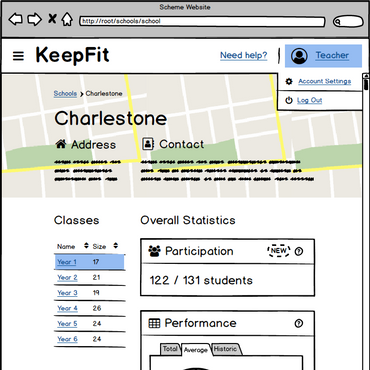 Scheme Website
http://root/schools/school
KeepFit
Need help?
Teacher
Account Settings
Log Out
Schools > Charlestone
Charlestone
Address
Contact
Classes
Name Size
Year 1 17
Year 2 21
Year 3 19
Year 4 26
Year 5 24
Year 6 24
Overall Statistics
Participation NEW ?
122 / 131 students
Performance ?
Total Average Historic